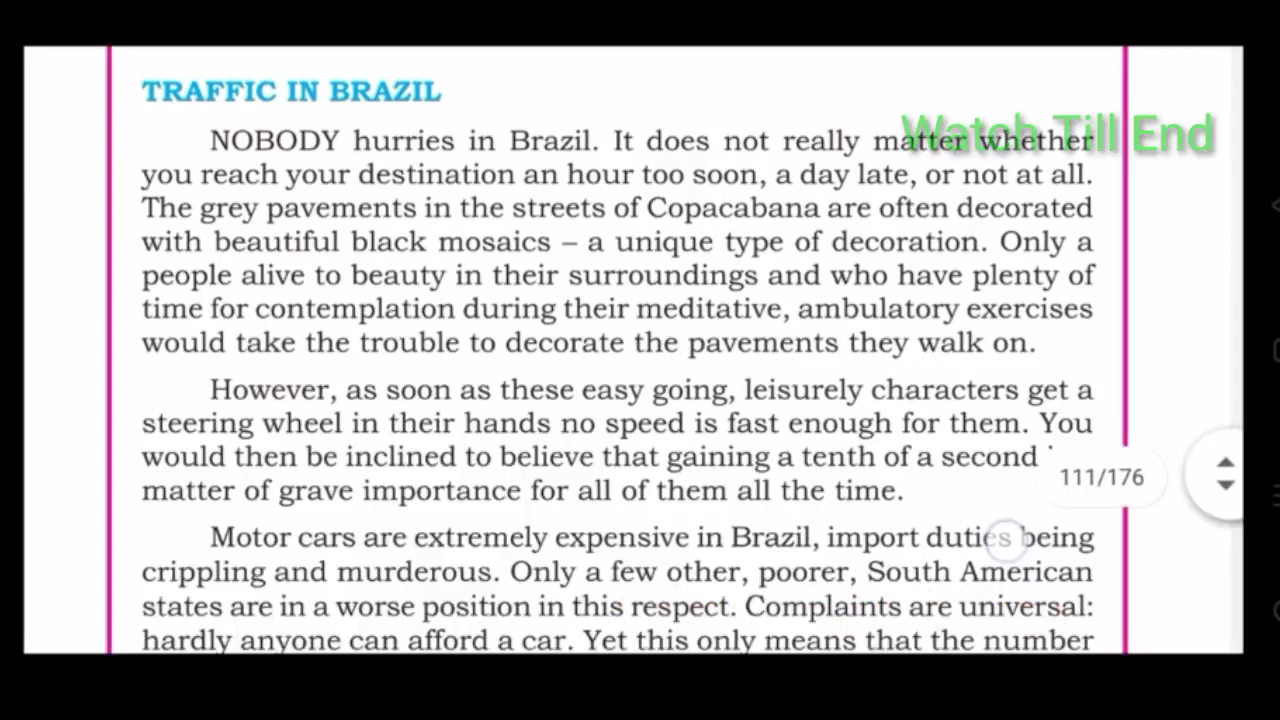 TRAFFIC IN BRAZIL
Watch Till End
NOBODY hurries in Brazil. It does not really matter whether
you reach your destination an hour too soon, a day late, or not at all.
The grey pavements in the streets of Copacabana are often decorated
with beautiful black mosaics – a unique type of decoration. Only a
people alive to beauty in their surroundings and who have plenty of
time for contemplation during their meditative, ambulatory exercises
would take the trouble to decorate the pavements they walk on.
However, as soon as these easy going, leisurely characters get a
steering wheel in their hands no speed is fast enough for them. You
would then be inclined to believe that gaining a tenth of a second
matter of grave importance for all of them all the time.
111/176
Motor cars are extremely expensive in Brazil, import duties being
crippling and murderous. Only a few other, poorer, South American
states are in a worse position in this respect. Complaints are universal:
hardly anyone can afford a car. Yet this only means that the number